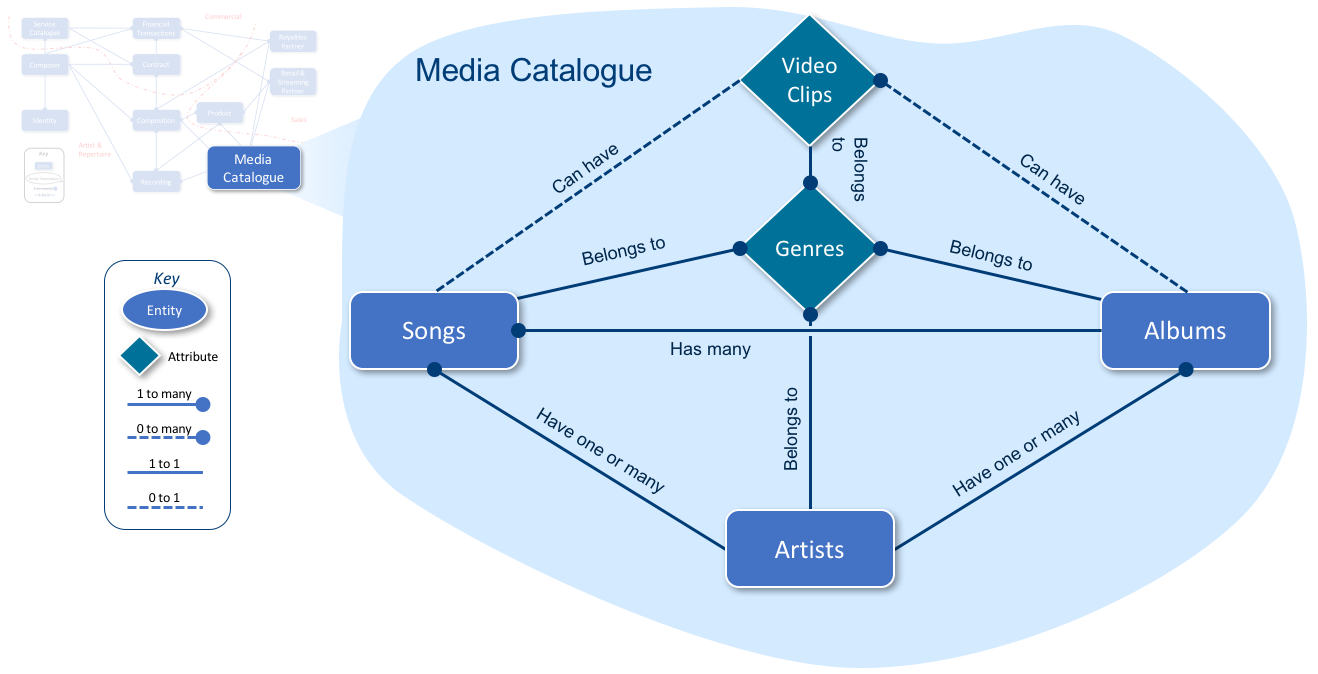 Service
Catalogue
Financial
Transactions
Commercial
Royalties
Partner
Composer
Contract
Retail &
Streaming
Partner
Identity
Composition
Product
Sales
Artist &
Repertoire
Key
Recording
Media
Catalogue
Media Catalogue
Video
Clips
Can have
Belongs
to
Can have
Belongs to
Genres
Belongs to
Songs
Albums
Has many
Have one or many
Belongs to
Have one or many
Artists
Key
Entity
Attribute
1 to many
0 to many
1 to 1
0 to 1